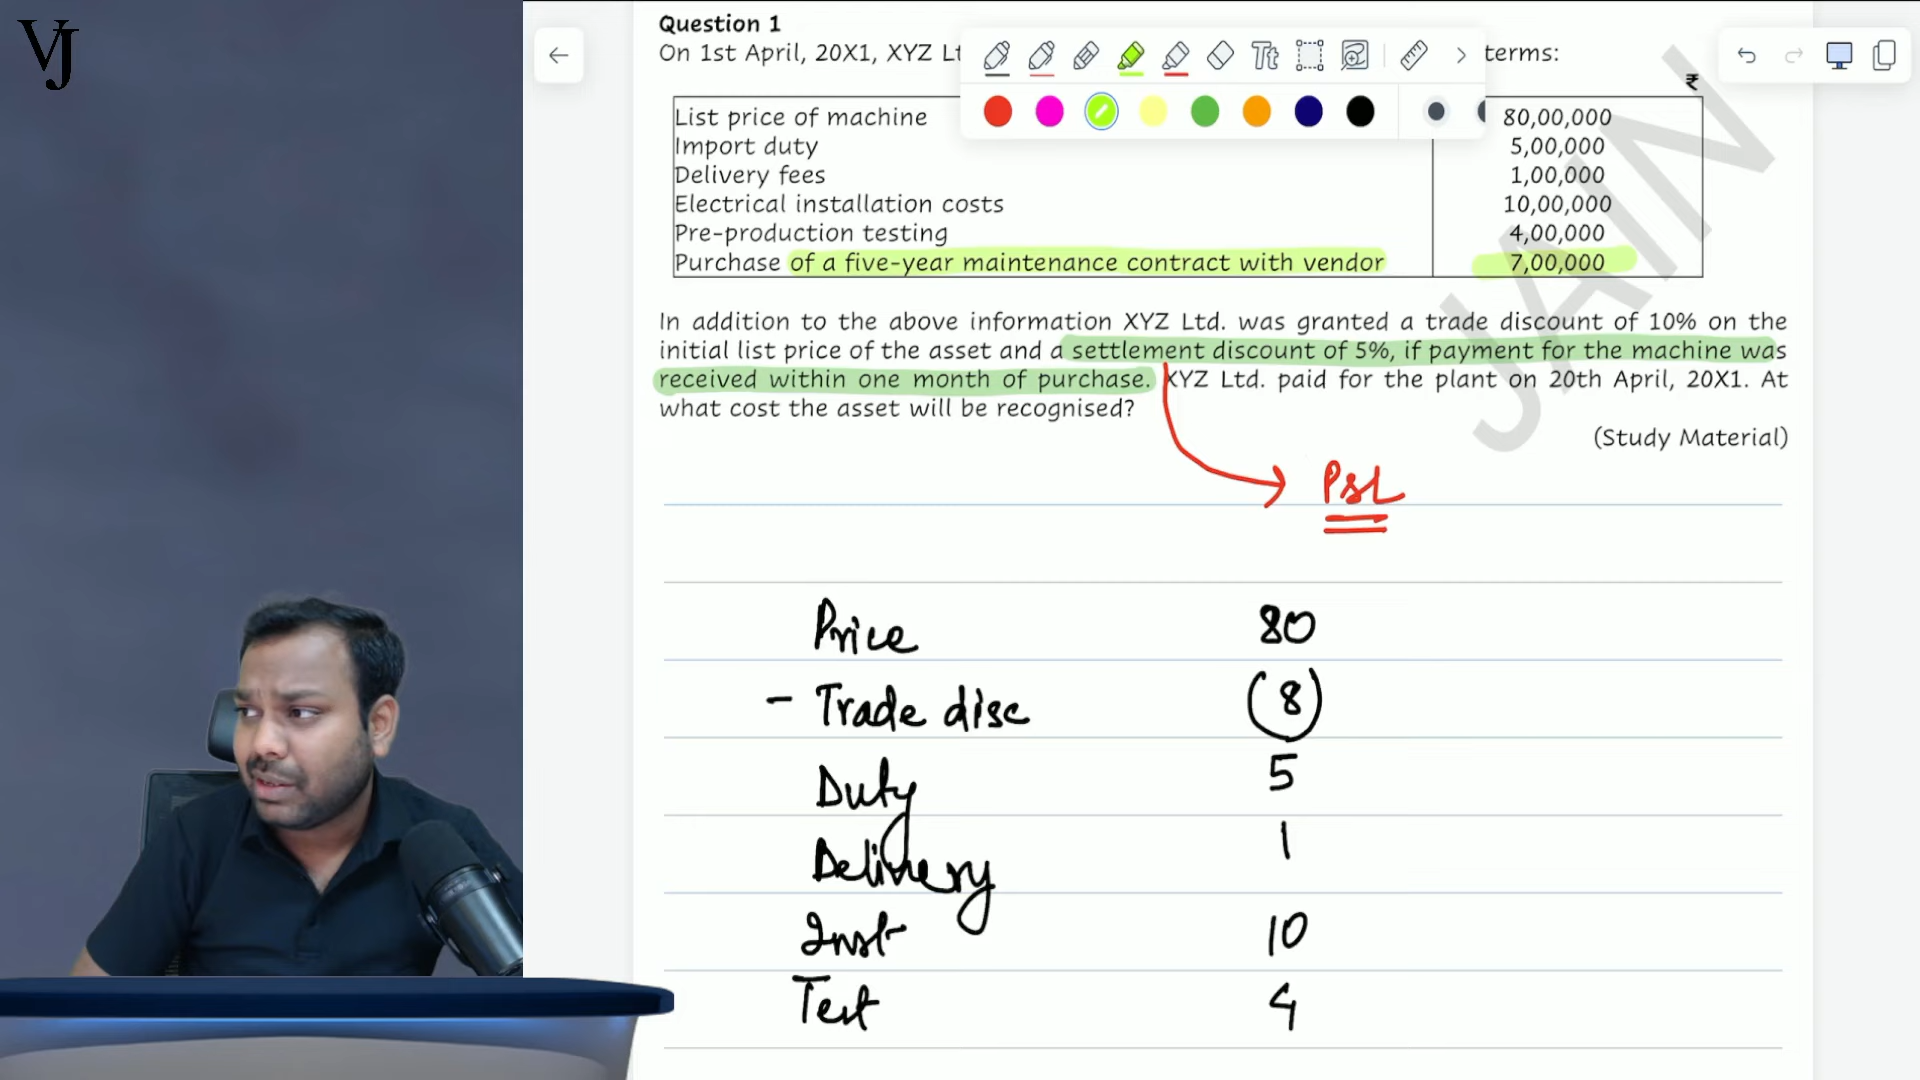 VJ
Question 1
On 1st April, 20X1, XYZ Lt terms:
Tt
₹
List price of machine 80,00,000
Import duty 5,00,000
Delivery fees 1,00,000
Electrical installation costs 10,00,000
Pre-production testing 4,00,000
Purchase of a five-year maintenance contract with vendor 7,00,000
In addition to the above information XYZ Ltd. was granted a trade discount of 10% on the
initial list price of the asset and a settlement discount of 5%, if payment for the machine was
received within one month of purchase. XYZ Ltd. paid for the plant on 20th April, 20X1. At
what cost the asset will be recognised?
(Study Material)
JAIN
P&L
Price 80
- Trade disc (8)
Duty 5
Delivery 1
Inst 10
Test 4